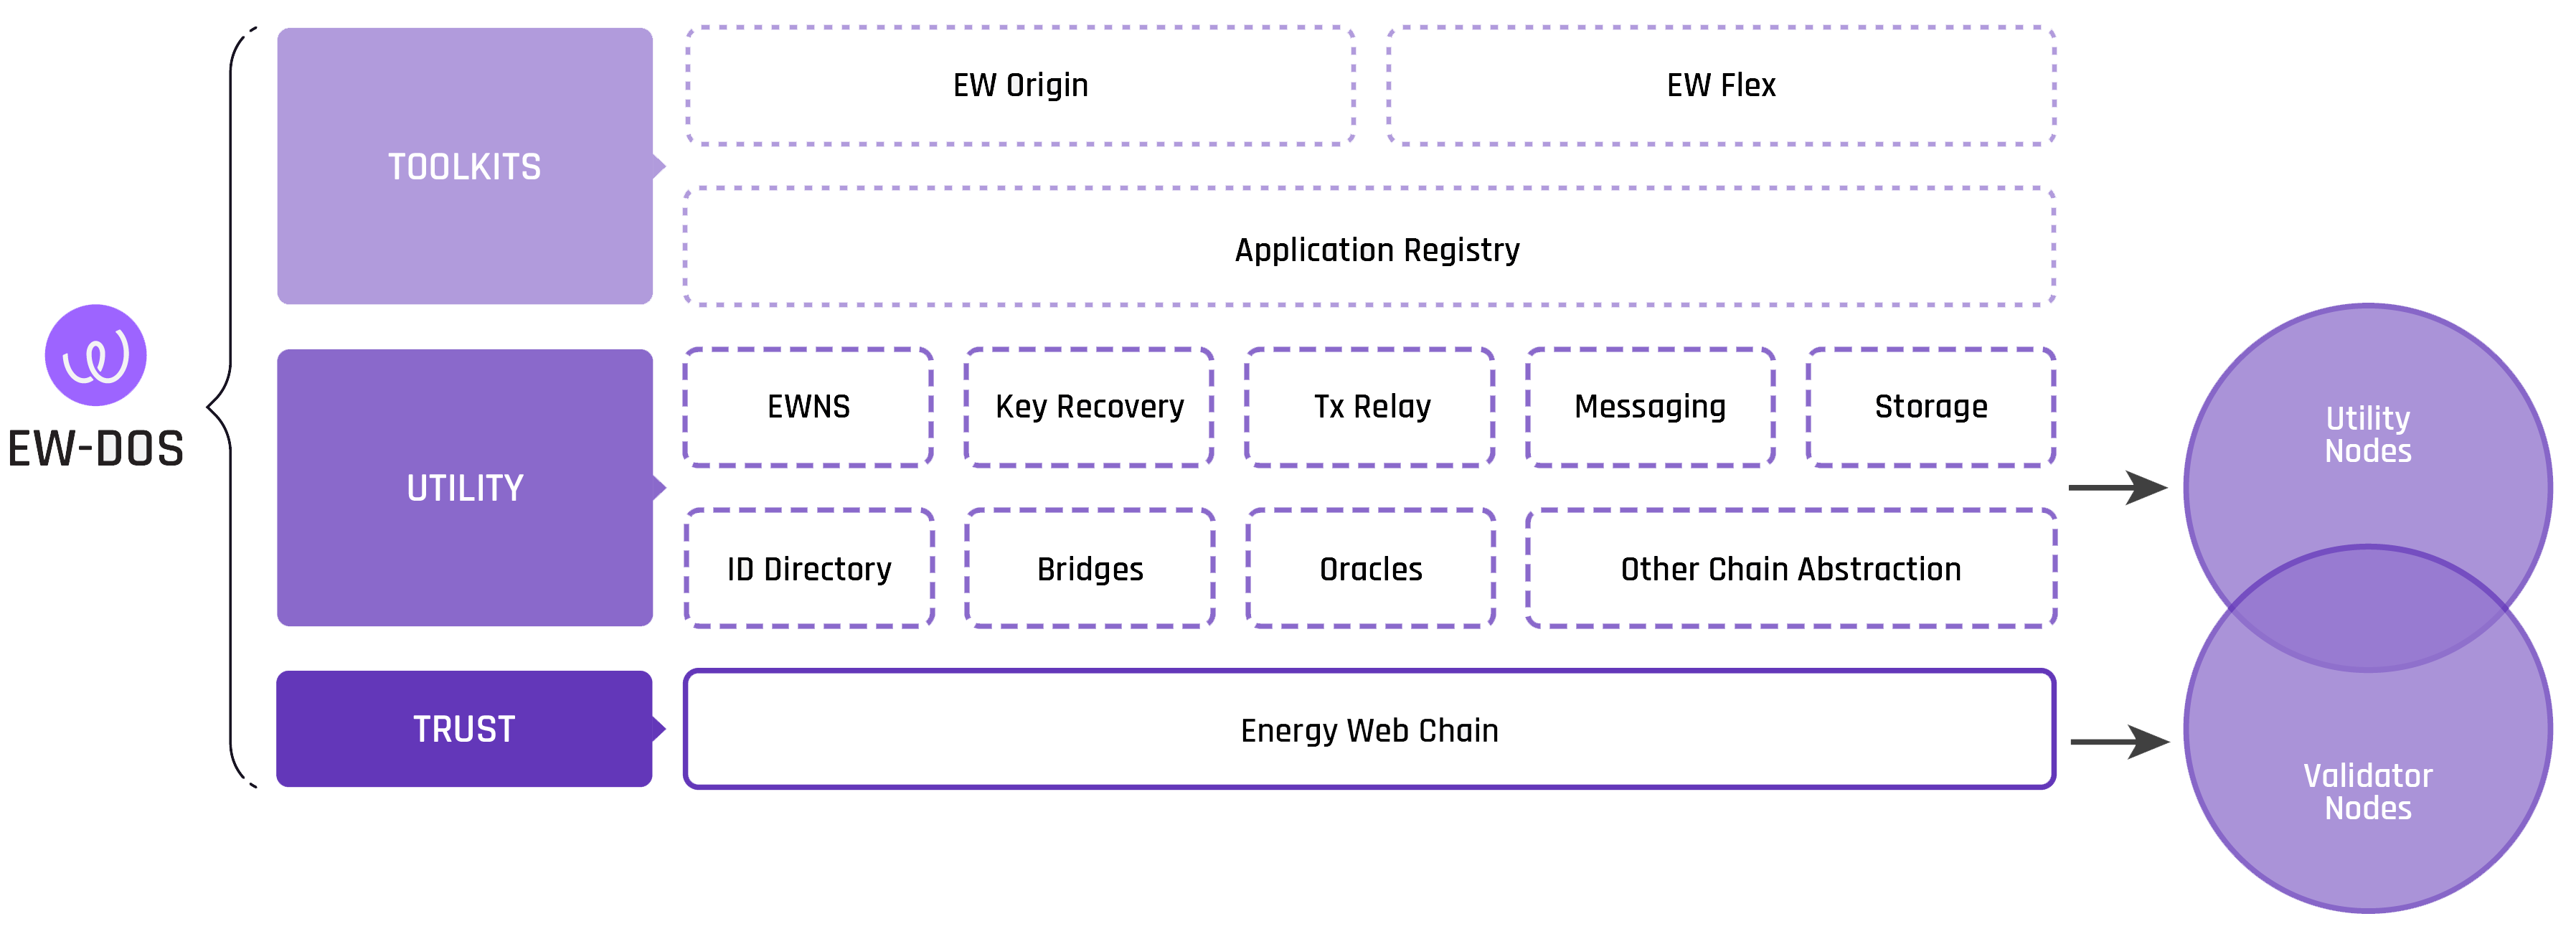 EW-DOS
TOOLKITS
EW Origin
EW Flex
Application Registry
UTILITY
EWNS
Key Recovery
Tx Relay
Messaging
Storage
ID Directory
Bridges
Oracles
Other Chain Abstraction
TRUST
Energy Web Chain
Utility
Nodes
Validator
Nodes